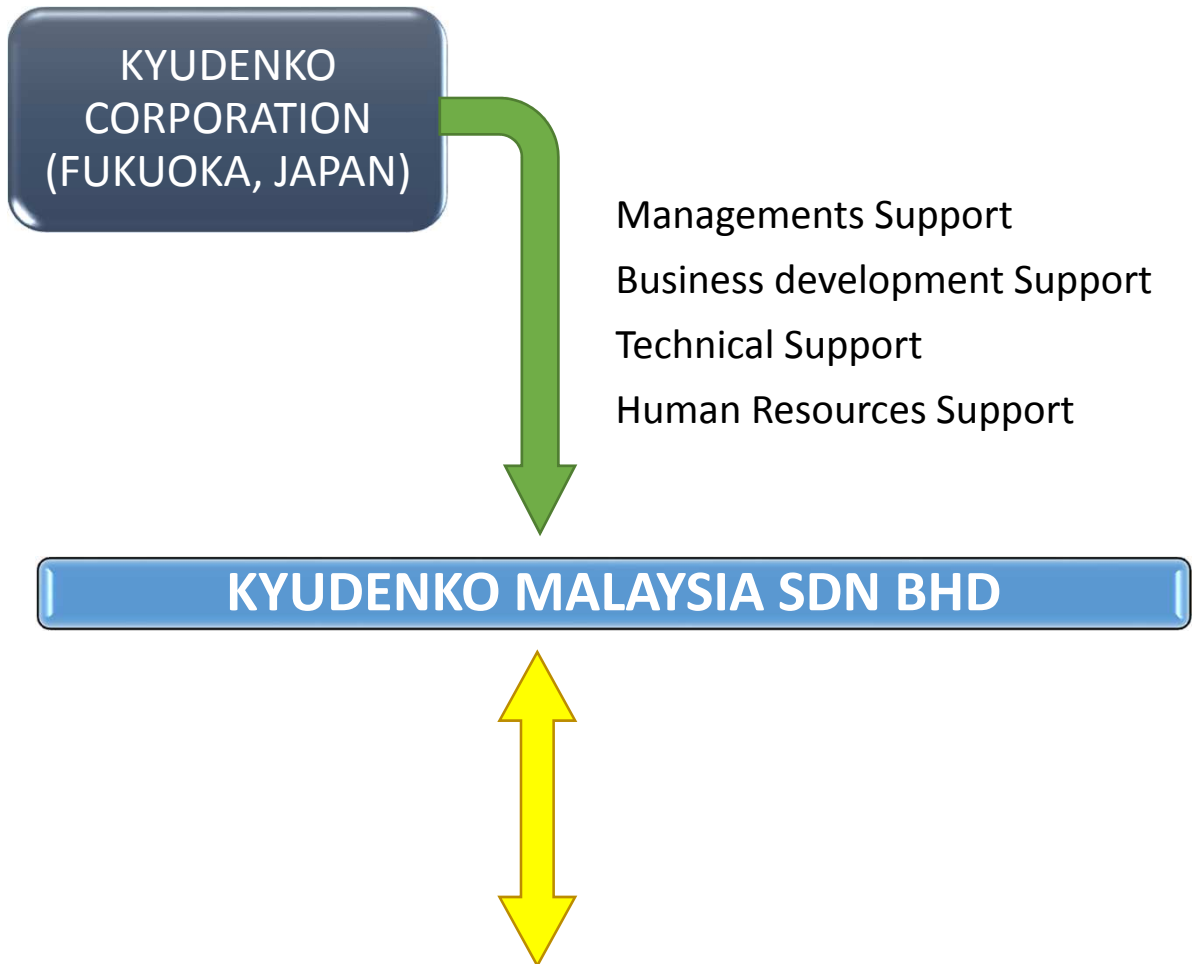 KYUDENKO
CORPORATION
(FUKUOKA, JAPAN)
Managements Support
Business development Support
Technical Support
Human Resources Support
KYUDENKO MALAYSIA SDN BHD